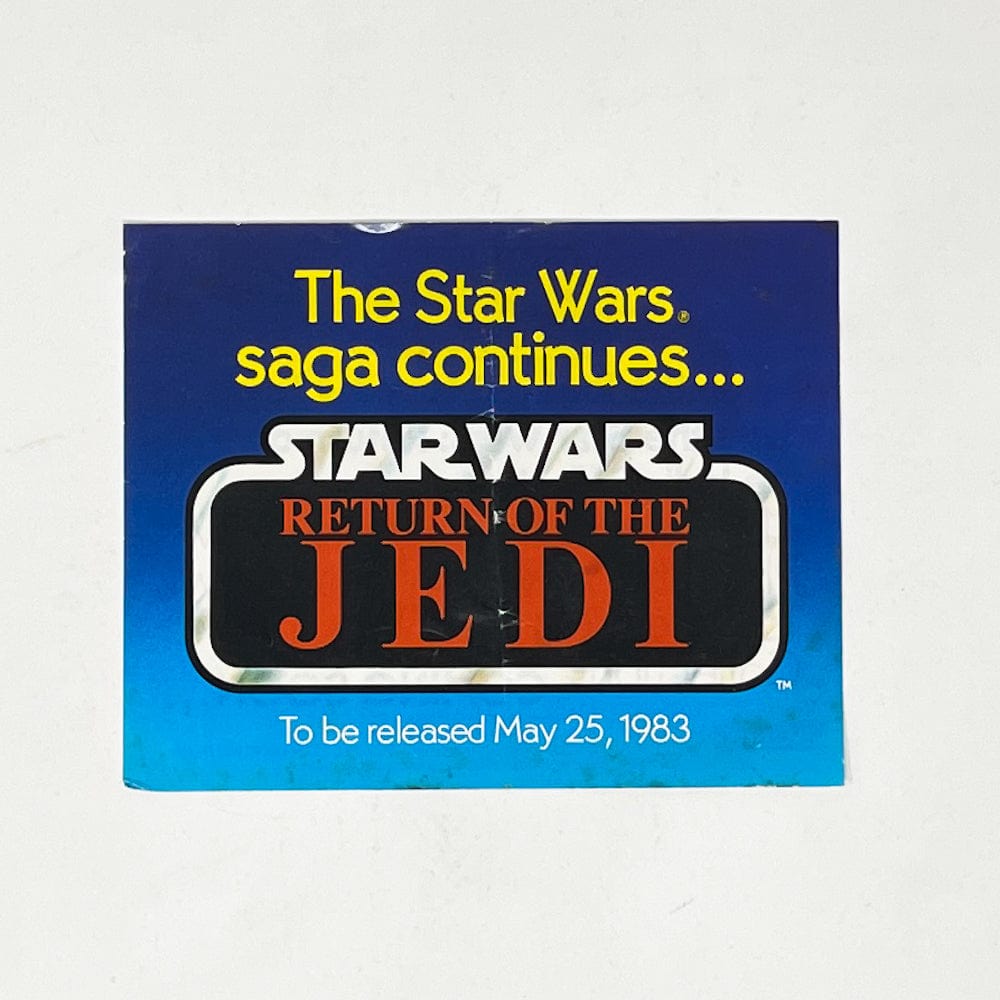 The Star Wars®
saga continues...
STAR WARS
RETURN OF THE
JEDI
TM
To be released May 25, 1983